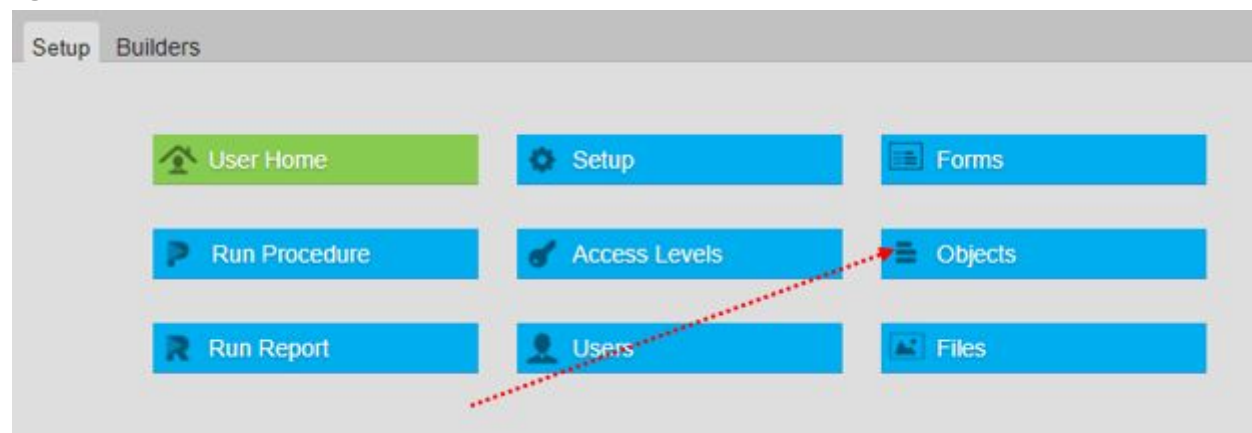 Setup Builders
User Home Setup Forms
Run Procedure Access Levels Objects
Run Report Users Files